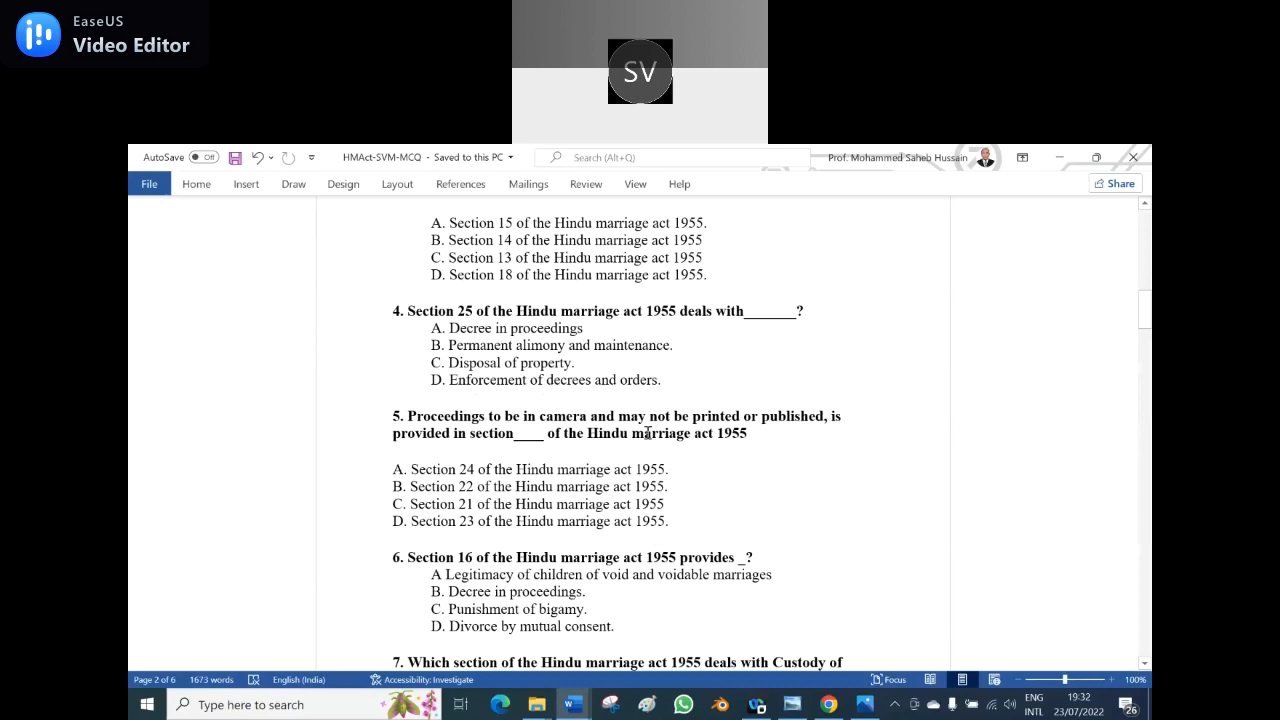 EaseUS
Video Editor
SV
AutoSave Off HMAct-SVM-MCQ - Saved to this PC Search (Alt+Q) Prof. Mohammed Saheb Hussain
File Home Insert Draw Design Layout References Mailings Review View Help Share
A. Section 15 of the Hindu marriage act 1955.
B. Section 14 of the Hindu marriage act 1955
C. Section 13 of the Hindu marriage act 1955
D. Section 18 of the Hindu marriage act 1955.
4. Section 25 of the Hindu marriage act 1955 deals with_______?
A. Decree in proceedings
B. Permanent alimony and maintenance.
C. Disposal of property.
D. Enforcement of decrees and orders.
5. Proceedings to be in camera and may not be printed or published, is
provided in section____ of the Hindu marriage act 1955
A. Section 24 of the Hindu marriage act 1955.
B. Section 22 of the Hindu marriage act 1955.
C. Section 21 of the Hindu marriage act 1955
D. Section 23 of the Hindu marriage act 1955.
6. Section 16 of the Hindu marriage act 1955 provides _?
A Legitimacy of children of void and voidable marriages
B. Decree in proceedings.
C. Punishment of bigamy.
D. Divorce by mutual consent.
7. Which section of the Hindu marriage act 1955 deals with Custody of
Page 2 of 6 1673 words English (India) Accessibility: Investigate Focus 100%
Type here to search ENG 19:32
INTL 23/07/2022 26